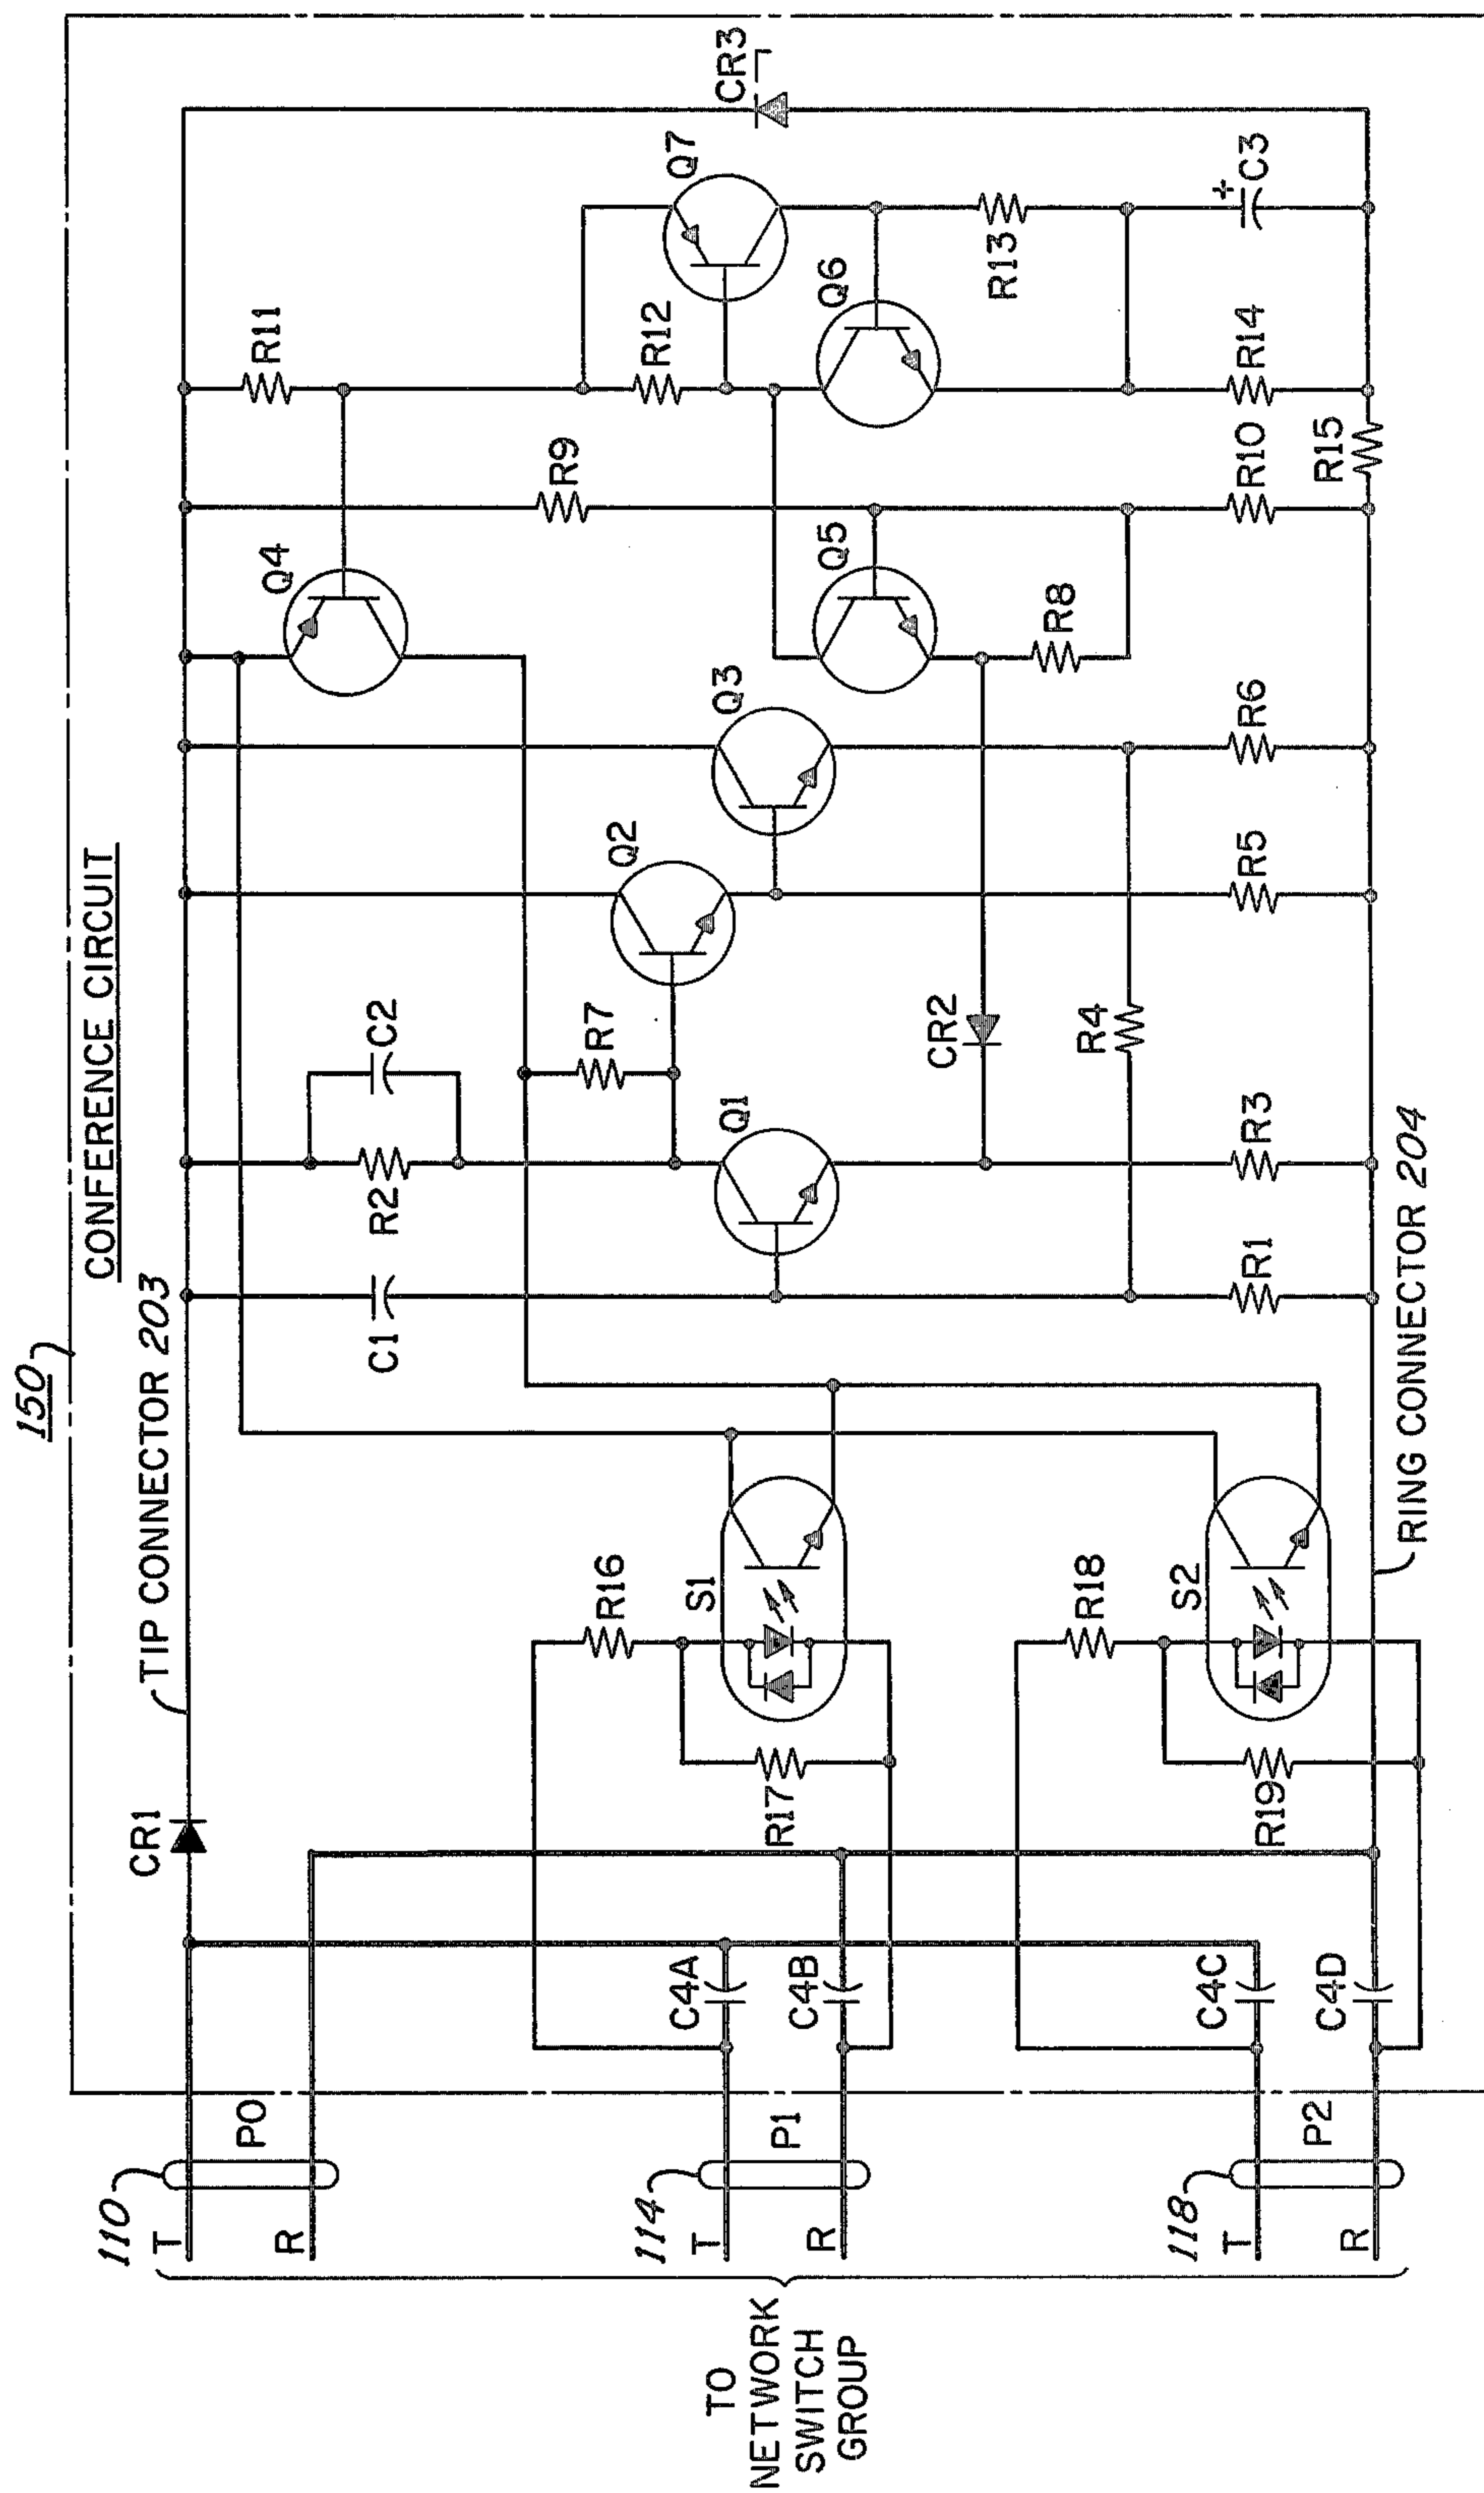 150
CONFERENCE CIRCUIT
TIP CONNECTOR 203
CR1
110
T
R
P0
114
T
R
P1
118
T
R
P2
TO
NETWORK
SWITCH
GROUP
C4A
C4B
C4C
C4D
R16
R17
S1
R18
R19
S2
C1
R2
C2
R7
Q1
Q2
Q3
Q4
Q5
Q6
Q7
CR2
R4
R1
R3
R5
R6
R8
R9
R10
R11
R12
R13
R14
R15
+
C3
CR3
RING CONNECTOR 204